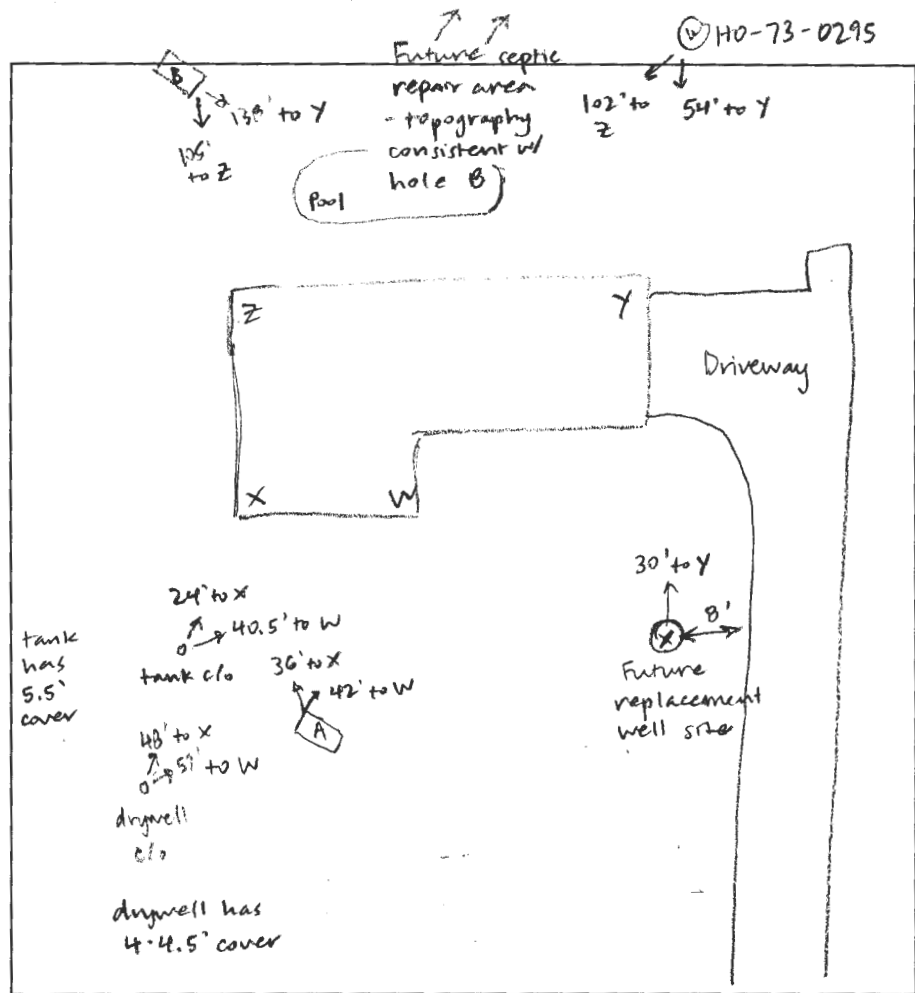 W HO-73-0295
Future septic
repair area
- topography
consistent w/
hole B
B
138' to Y
105'
to Z
102' to
Z
54' to Y
Pool
Z
Y
Driveway
X
W
24' to X
40.5' to W
tank c/o
tank
has
5.5'
cover
36' to X
42' to W
A
30' to Y
8'
X
Future
replacement
well site
48' to X
to W
drywell
c/o
drywell has
4-4.5' cover